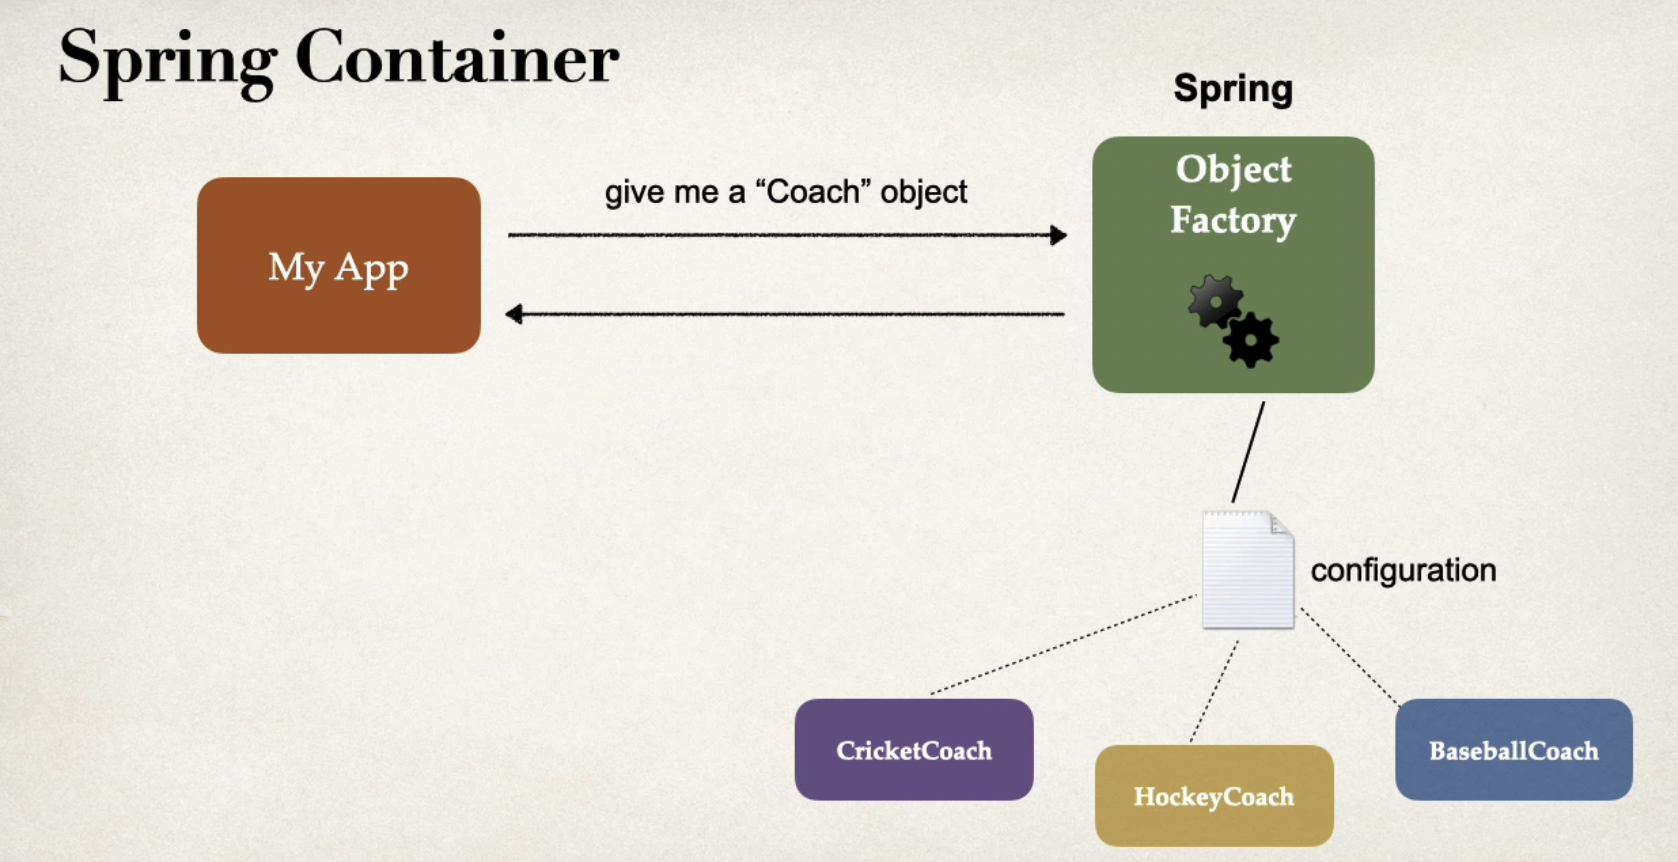 Spring Container
Spring
Object
Factory
give me a “Coach” object
My App
configuration
CricketCoach
HockeyCoach
BaseballCoach